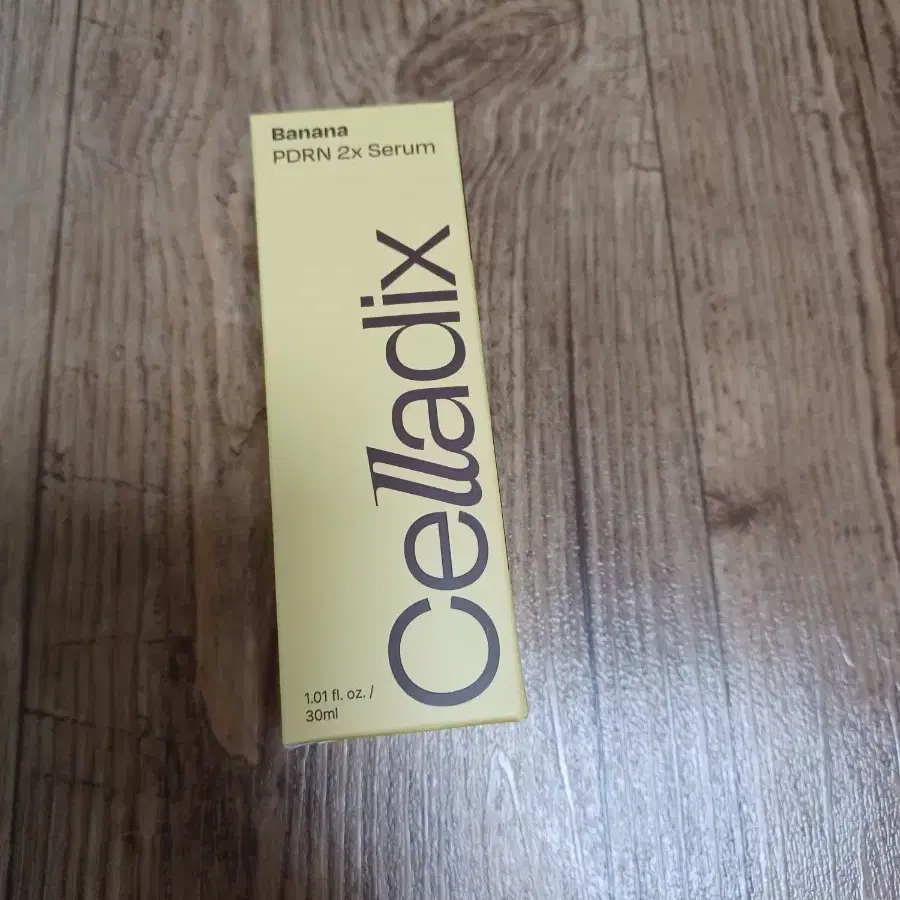 Banana
PDRN 2x Serum
Celladix
1.01 fl. oz. /
30ml